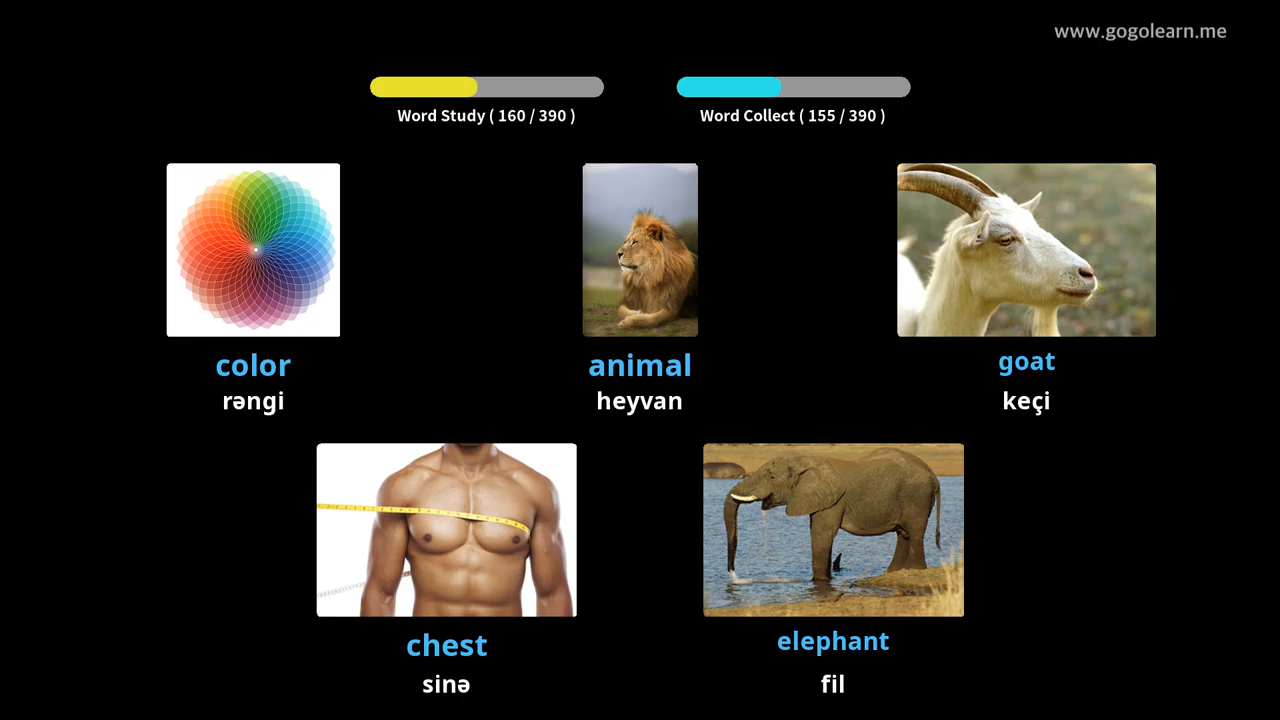 www.gogolearn.me
Word Study ( 160 / 390 )
Word Collect ( 155 / 390 )
color
rəngi
animal
heyvan
goat
keçi
chest
sinə
elephant
fil